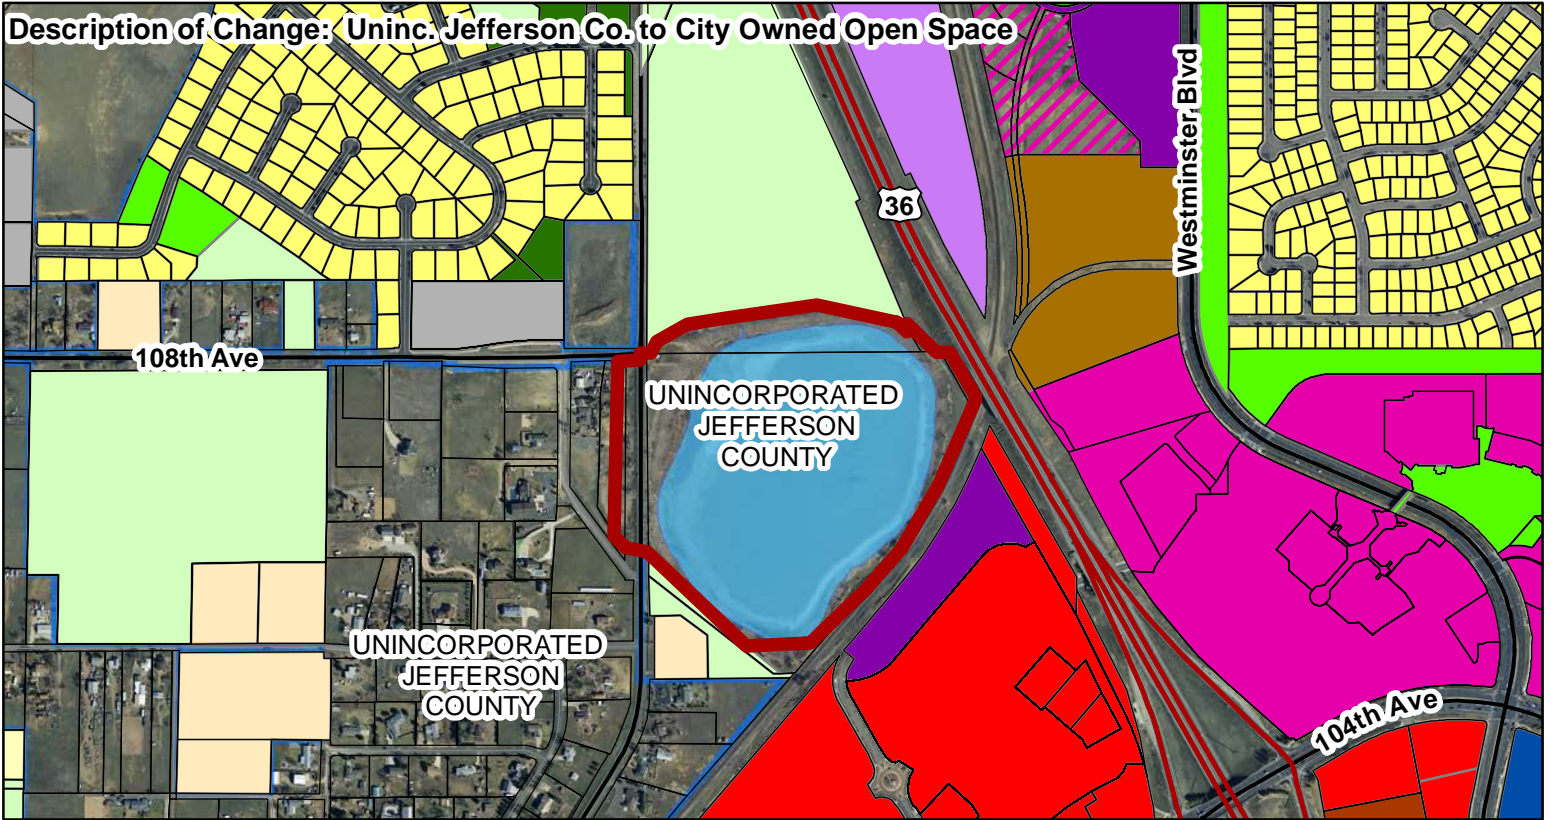 Description of Change: Uninc. Jefferson Co. to City Owned Open Space
Westminster Blvd
36
108th Ave
UNINCORPORATED
JEFFERSON
COUNTY
UNINCORPORATED
JEFFERSON
COUNTY
104th Ave